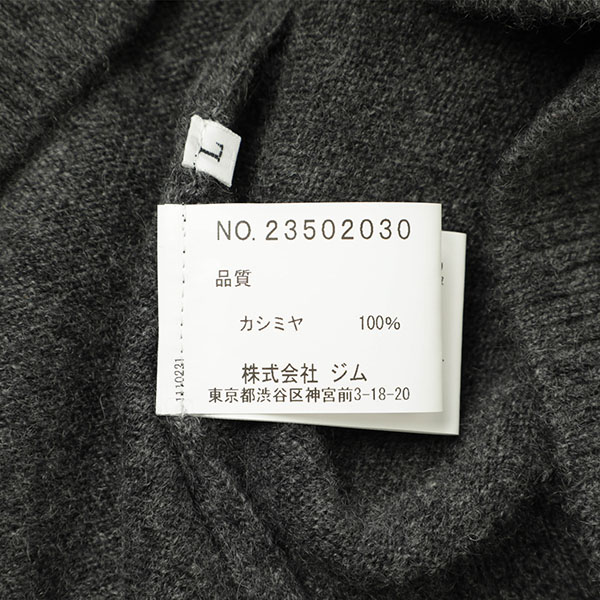 L
NO. 23502030
品質
カシミヤ 100%
株式会社 ジム
東京都渋谷区神宮前3-18-20